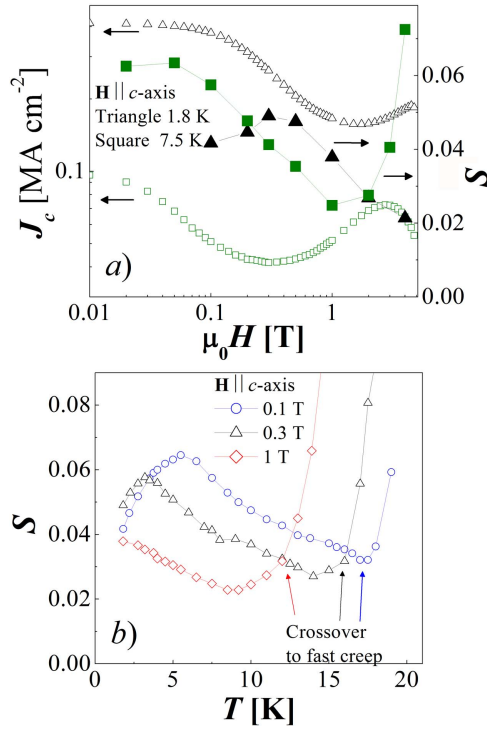 H || c-axis
Triangle 1.8 K
Square 7.5 K
J_c [MA cm^-2]
0.1
0.06
0.04
0.02
0.00
S
a)
0.01 0.1 1
μ₀H [T]
H || c-axis
0.1 T
0.3 T
1 T
0.08
0.06
0.04
0.02
0.00
S
b)
Crossover
to fast creep
0 5 10 15 20
T [K]